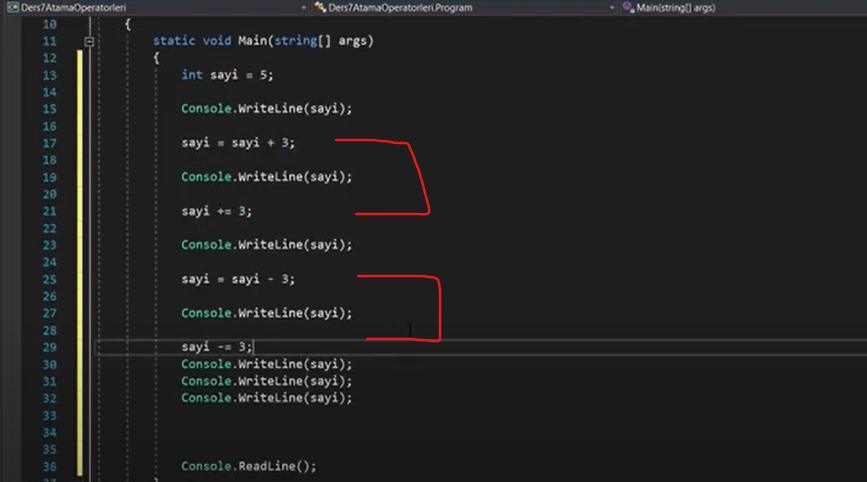 Ders7AtamaOperatorleri Ders7AtamaOperatorleri.Program Main(string[] args)
10 {
11 static void Main(string[] args)
12 {
13 int sayi = 5;
14
15 Console.WriteLine(sayi);
16
17 sayi = sayi + 3;
18
19 Console.WriteLine(sayi);
20
21 sayi += 3;
22
23 Console.WriteLine(sayi);
24
25 sayi = sayi - 3;
26
27 Console.WriteLine(sayi);
28
29 sayi -= 3;
30 Console.WriteLine(sayi);
31 Console.WriteLine(sayi);
32 Console.WriteLine(sayi);
33
34
35
36 Console.ReadLine();